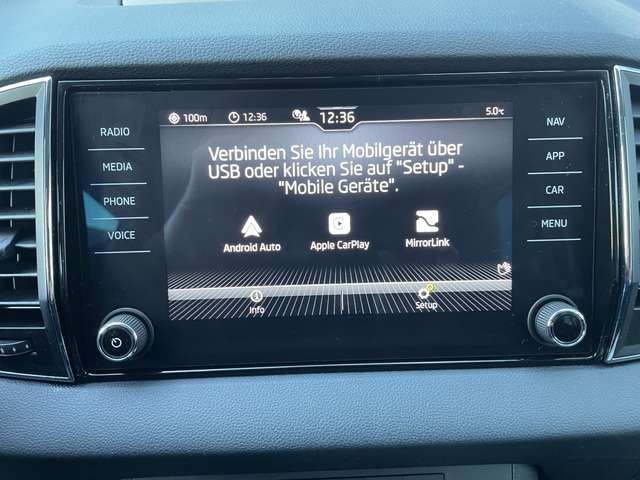 100m 12:36 12:36 5.0°C
Verbinden Sie Ihr Mobilgerät über
USB oder klicken Sie auf "Setup" -
"Mobile Geräte".
Android Auto Apple CarPlay MirrorLink
Info Setup
RADIO
MEDIA
PHONE
VOICE
NAV
APP
CAR
MENU